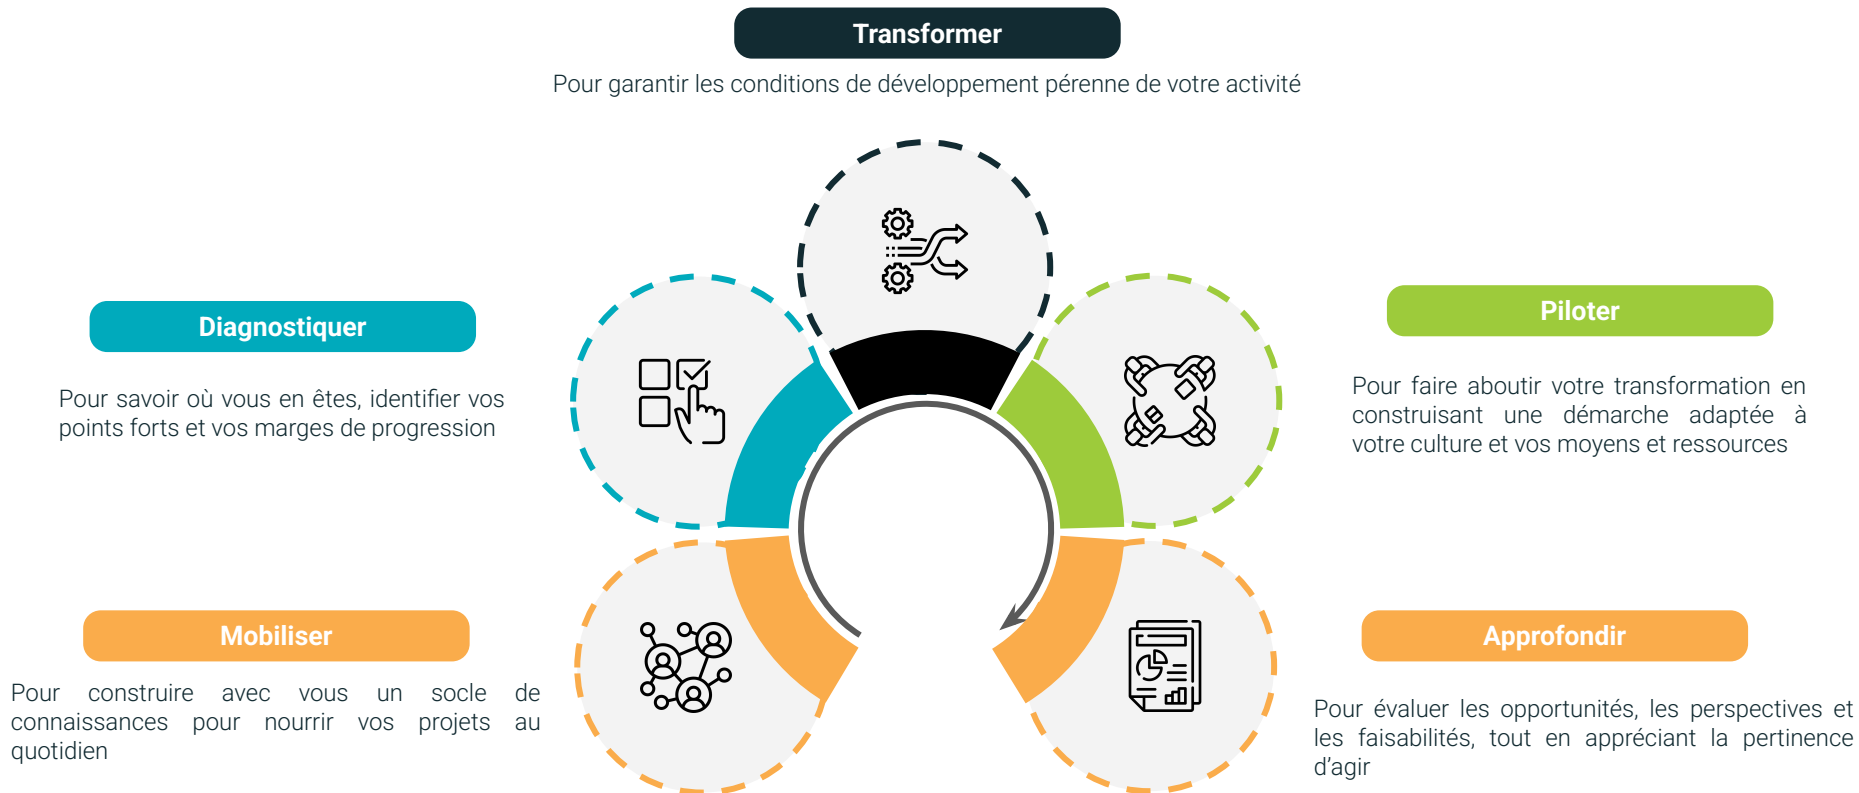 Transformer
Pour garantir les conditions de développement pérenne de votre activité
Diagnostiquer
Pour savoir où vous en êtes, identifier vos
points forts et vos marges de progression
Piloter
Pour faire aboutir votre transformation en
construisant une démarche adaptée à
votre culture et vos moyens et ressources
Mobiliser
Pour construire avec vous un socle de
connaissances pour nourrir vos projets au
quotidien
Approfondir
Pour évaluer les opportunités, les perspectives et
les faisabilités, tout en appréciant la pertinence
d’agir